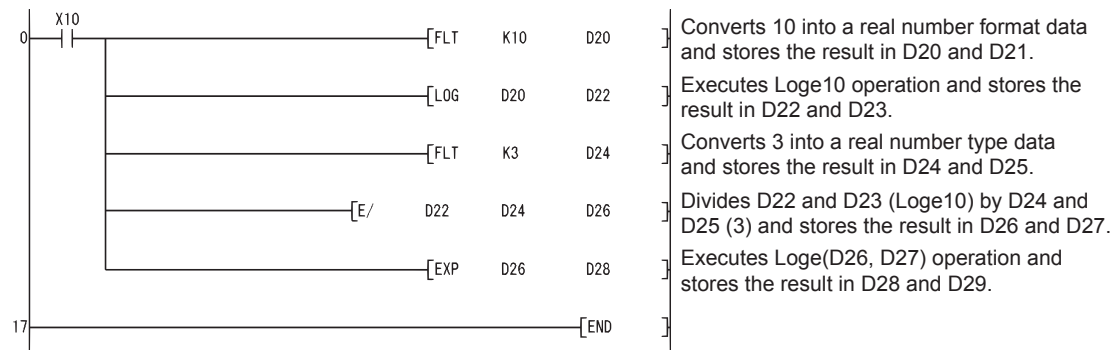 X10
0 [FLT K10 D20 ] Converts 10 into a real number format data
and stores the result in D20 and D21.
[LOG D20 D22 ] Executes Loge10 operation and stores the
result in D22 and D23.
[FLT K3 D24 ] Converts 3 into a real number type data
and stores the result in D24 and D25.
[E/ D22 D24 D26 ] Divides D22 and D23 (Loge10) by D24 and
D25 (3) and stores the result in D26 and D27.
[EXP D26 D28 ] Executes Loge(D26, D27) operation and
stores the result in D28 and D29.
17 [END ]